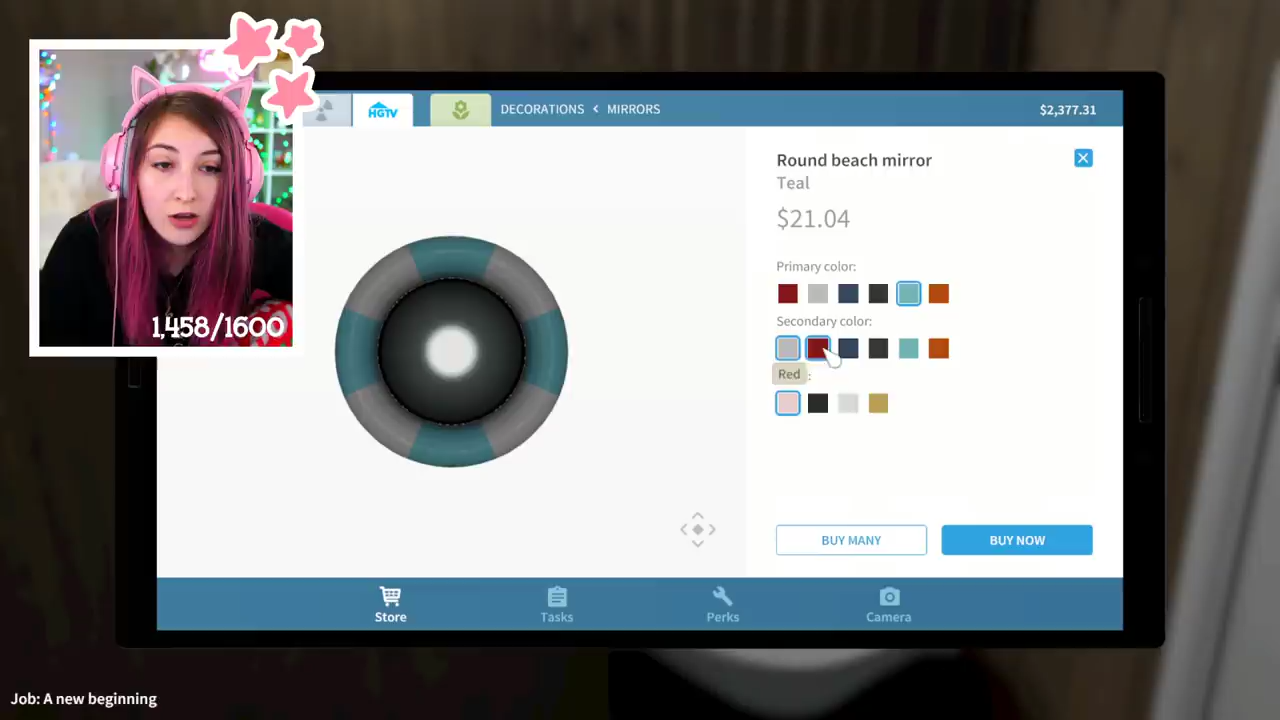 HGTV
DECORATIONS < MIRRORS
$2,377.31
Round beach mirror
Teal
$21.04
Primary color:
Secondary color:
Red
:
1,458/1600
BUY MANY
BUY NOW
Store
Tasks
Perks
Camera
Job: A new beginning